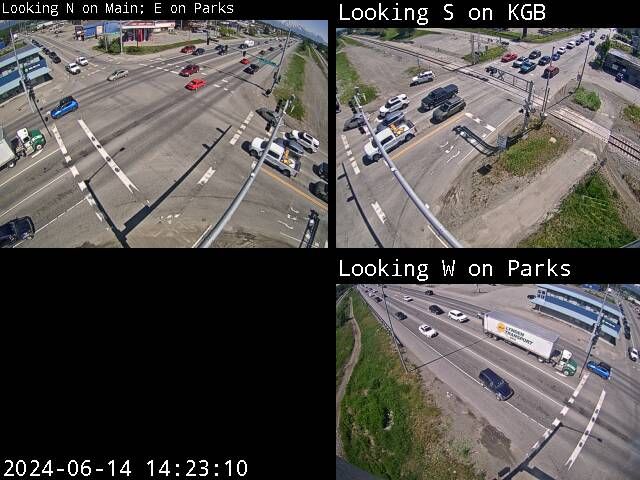 Looking N on Main; E on Parks
Looking S on KGB
Looking W on Parks
LYNDEN
TRANSPORT
2024-06-14 14:23:10